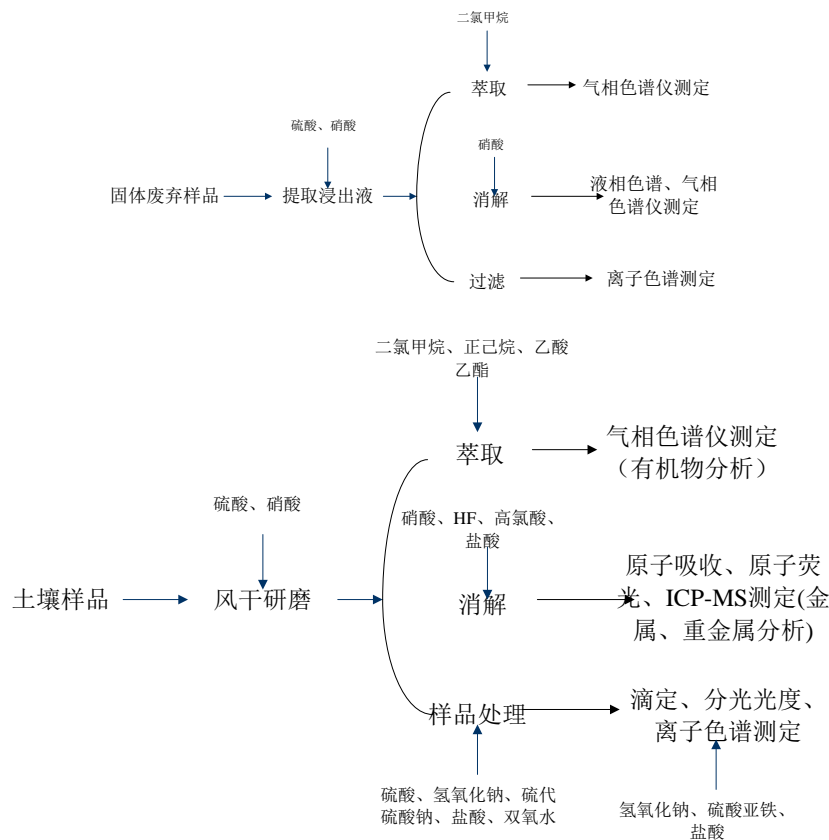 二氯甲烷
萃取
气相色谱仪测定
硫酸、硝酸
硝酸
固体废弃样品
提取浸出液
消解
液相色谱、气相
色谱仪测定
过滤
离子色谱测定
二氯甲烷、正己烷、乙酸
乙酯
萃取
气相色谱仪测定
（有机物分析）
硫酸、硝酸
硝酸、HF、高氯酸、
盐酸
土壤样品
风干研磨
消解
原子吸收、原子荧
光、ICP-MS测定(金
属、重金属分析)
样品处理
滴定、分光光度、
离子色谱测定
硫酸、氢氧化钠、硫代
硫酸钠、盐酸、双氧水
氢氧化钠、硫酸亚铁、
盐酸